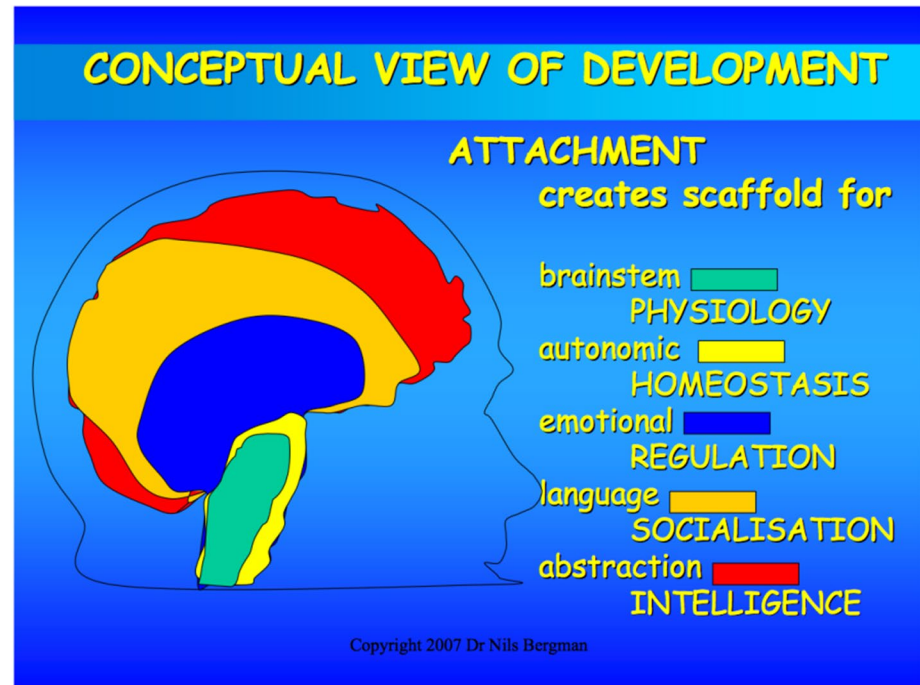 CONCEPTUAL VIEW OF DEVELOPMENT
ATTACHMENT
creates scaffold for
brainstem
PHYSIOLOGY
autonomic
HOMEOSTASIS
emotional
REGULATION
language
SOCIALISATION
abstraction
INTELLIGENCE
Copyright 2007 Dr Nils Bergman